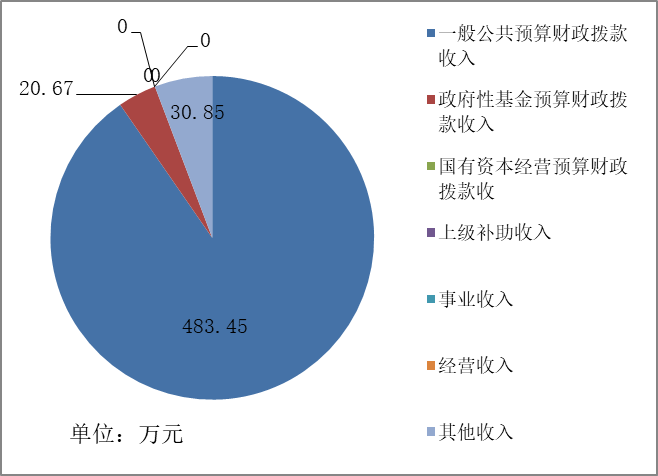 0
0
00
20.67
30.85
483.45
单位：万元
一般公共预算财政拨款
收入
政府性基金预算财政拨
款收入
国有资本经营预算财政
拨款收
上级补助收入
事业收入
经营收入
其他收入